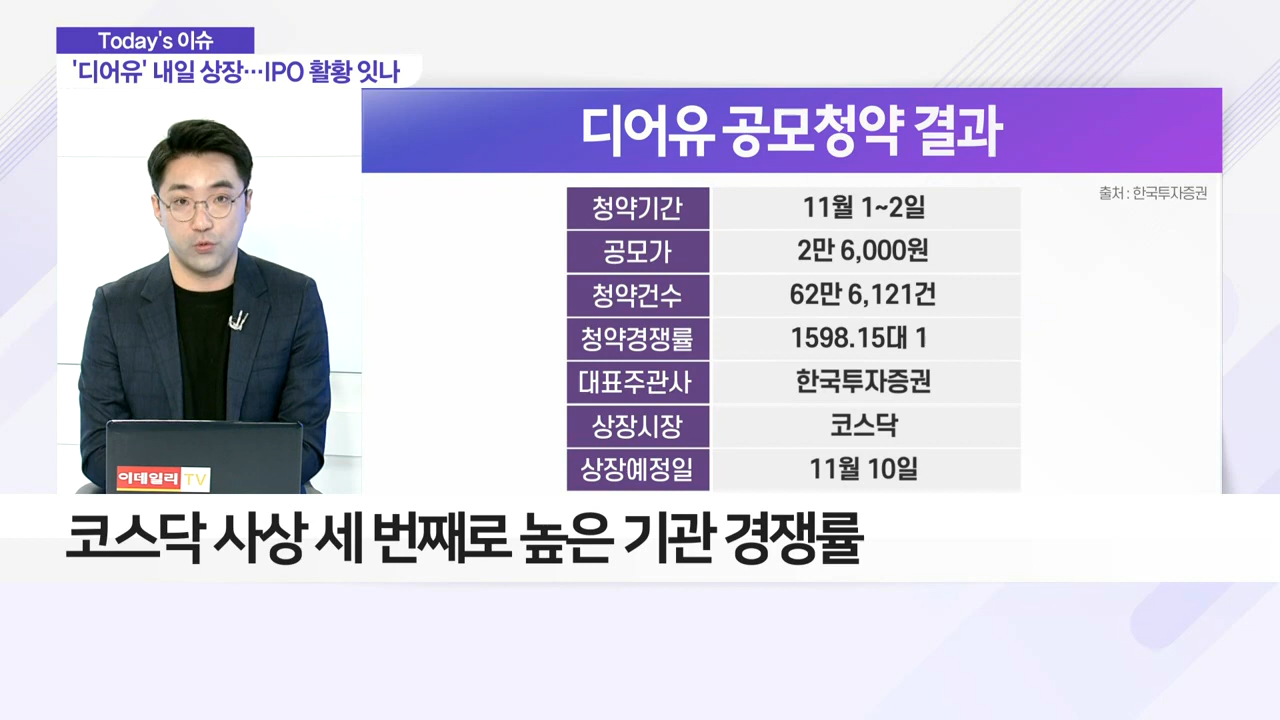 Today's 이슈
'디어유' 내일 상장…IPO 활황 잇나
디어유 공모청약 결과
출처 : 한국투자증권
청약기간 11월 1~2일
공모가 2만 6,000원
청약건수 62만 6,121건
청약경쟁률 1598.15대 1
대표주관사 한국투자증권
상장시장 코스닥
상장예정일 11월 10일
이데일리 TV
코스닥 사상 세 번째로 높은 기관 경쟁률